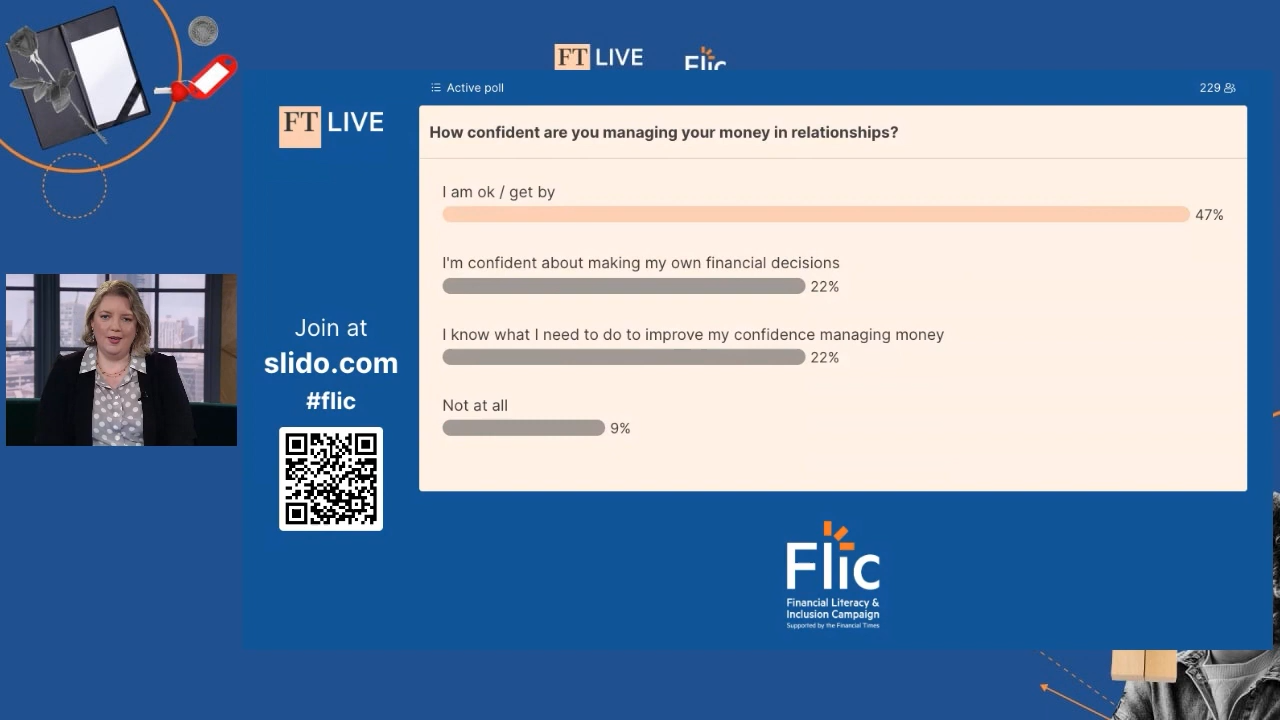 FT LIVE
Flic
Active poll
229
FT LIVE
How confident are you managing your money in relationships?
I am ok / get by
47%
I'm confident about making my own financial decisions
22%
I know what I need to do to improve my confidence managing money
22%
Not at all
9%
Join at
slido.com
#flic
Flic
Financial Literacy &
Inclusion Campaign
Supported by the Financial Times